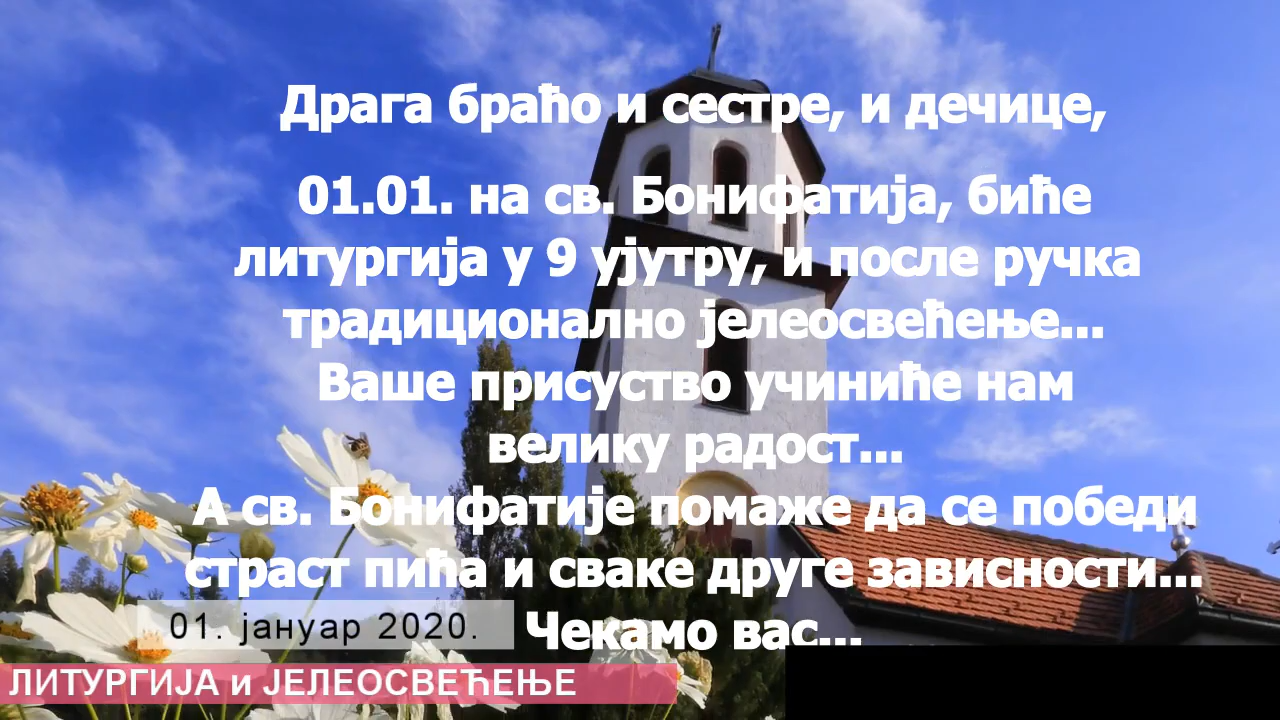 Драга браћо и сестре, и дечице,
01.01. на св. Бонифатија, биће
литургија у 9 ујутру, и после ручка
традиционално јелеосвећење...
Ваше присуство учиниће нам
велику радост...
А св. Бонифатије помаже да се победи
страст пића и сваке друге зависности...
Чекамо вас...
01. јануар 2020.
ЛИТУРГИЈА и ЈЕЛЕОСВЕЋЕЊЕ